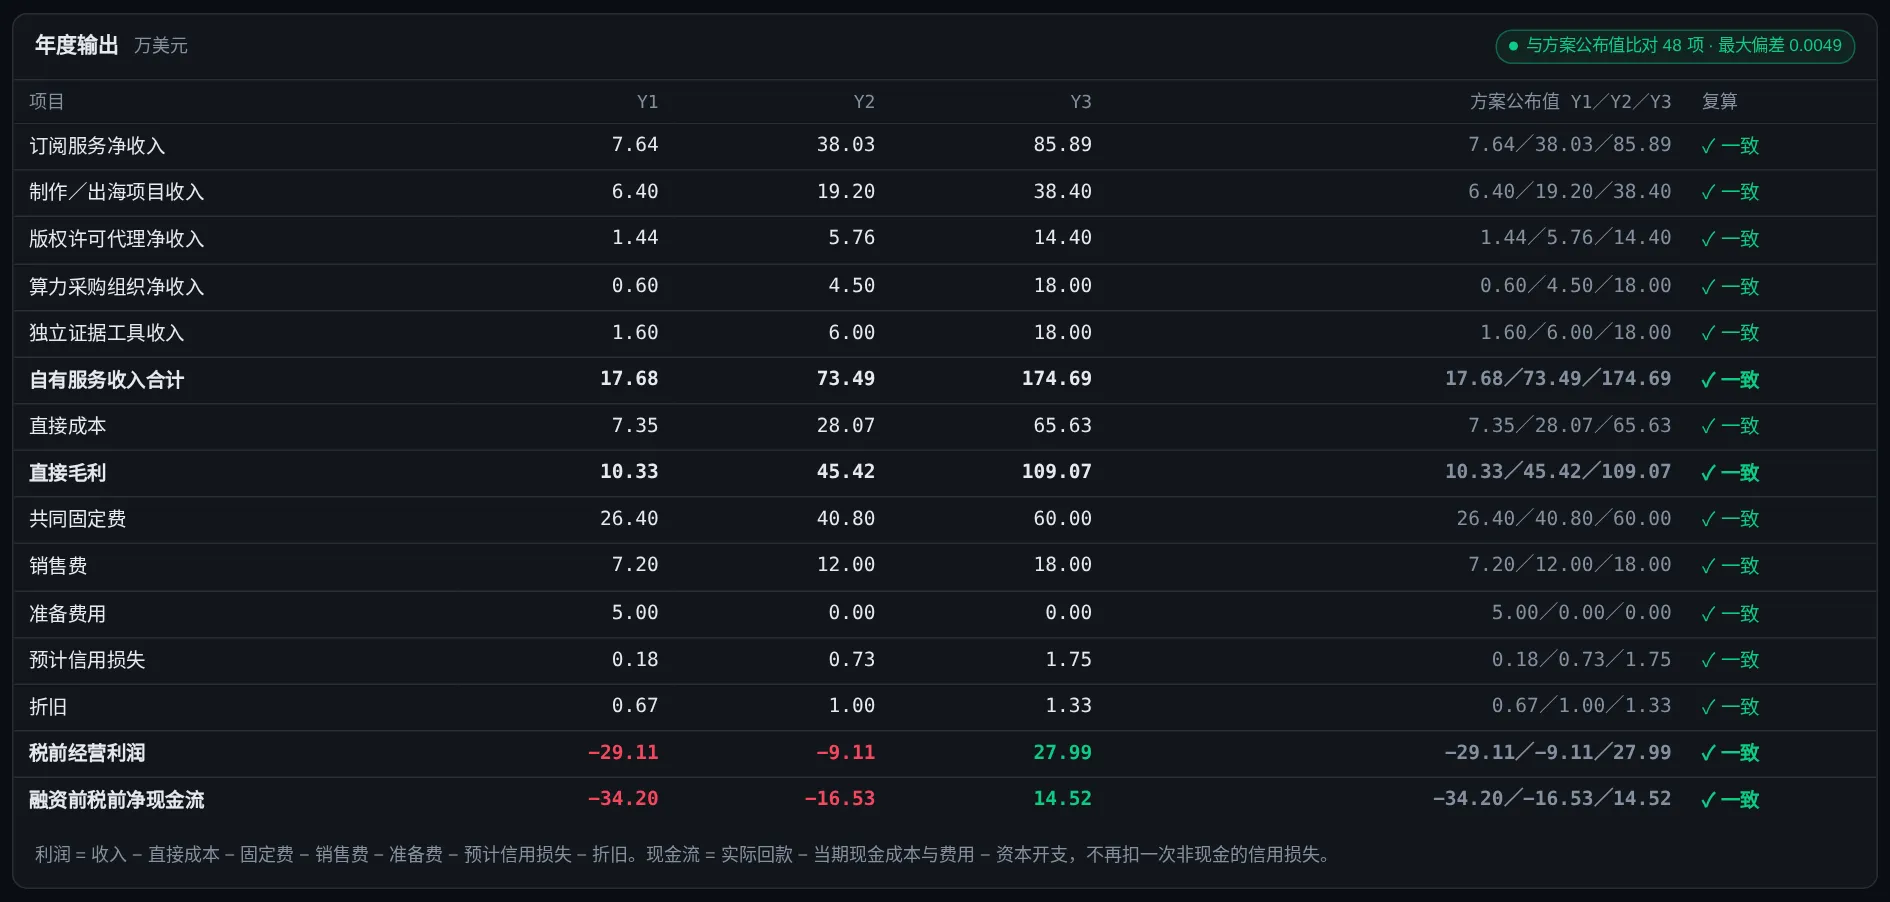 年度输出 万美元 ● 与方案公布值比对 48 项 · 最大偏差 0.0049
项目 Y1 Y2 Y3 方案公布值 Y1／Y2／Y3 复算
订阅服务净收入 7.64 38.03 85.89 7.64／38.03／85.89 ✓ 一致
制作／出海项目收入 6.40 19.20 38.40 6.40／19.20／38.40 ✓ 一致
版权许可代理净收入 1.44 5.76 14.40 1.44／5.76／14.40 ✓ 一致
算力采购组织净收入 0.60 4.50 18.00 0.60／4.50／18.00 ✓ 一致
独立证据工具收入 1.60 6.00 18.00 1.60／6.00／18.00 ✓ 一致
自有服务收入合计 17.68 73.49 174.69 17.68／73.49／174.69 ✓ 一致
直接成本 7.35 28.07 65.63 7.35／28.07／65.63 ✓ 一致
直接毛利 10.33 45.42 109.07 10.33／45.42／109.07 ✓ 一致
共同固定费 26.40 40.80 60.00 26.40／40.80／60.00 ✓ 一致
销售费 7.20 12.00 18.00 7.20／12.00／18.00 ✓ 一致
准备费用 5.00 0.00 0.00 5.00／0.00／0.00 ✓ 一致
预计信用损失 0.18 0.73 1.75 0.18／0.73／1.75 ✓ 一致
折旧 0.67 1.00 1.33 0.67／1.00／1.33 ✓ 一致
税前经营利润 −29.11 −9.11 27.99 −29.11／−9.11／27.99 ✓ 一致
融资前税前净现金流 −34.20 −16.53 14.52 −34.20／−16.53／14.52 ✓ 一致
利润 = 收入 − 直接成本 − 固定费 − 销售费 − 准备费 − 预计信用损失 − 折旧。现金流 = 实际回款 − 当期现金成本与费用 − 资本开支，不再扣一次非现金的信用损失。